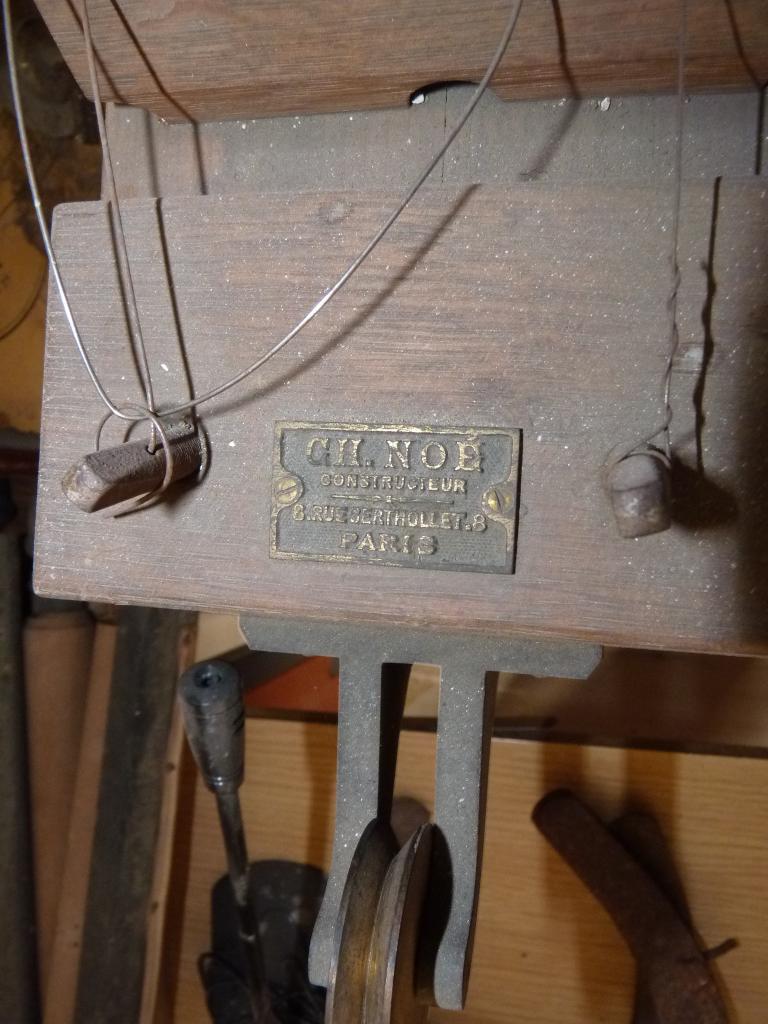 CH. NOÉ
CONSTRUCTEUR
8.RUE BERTHOLLET.8
PARIS